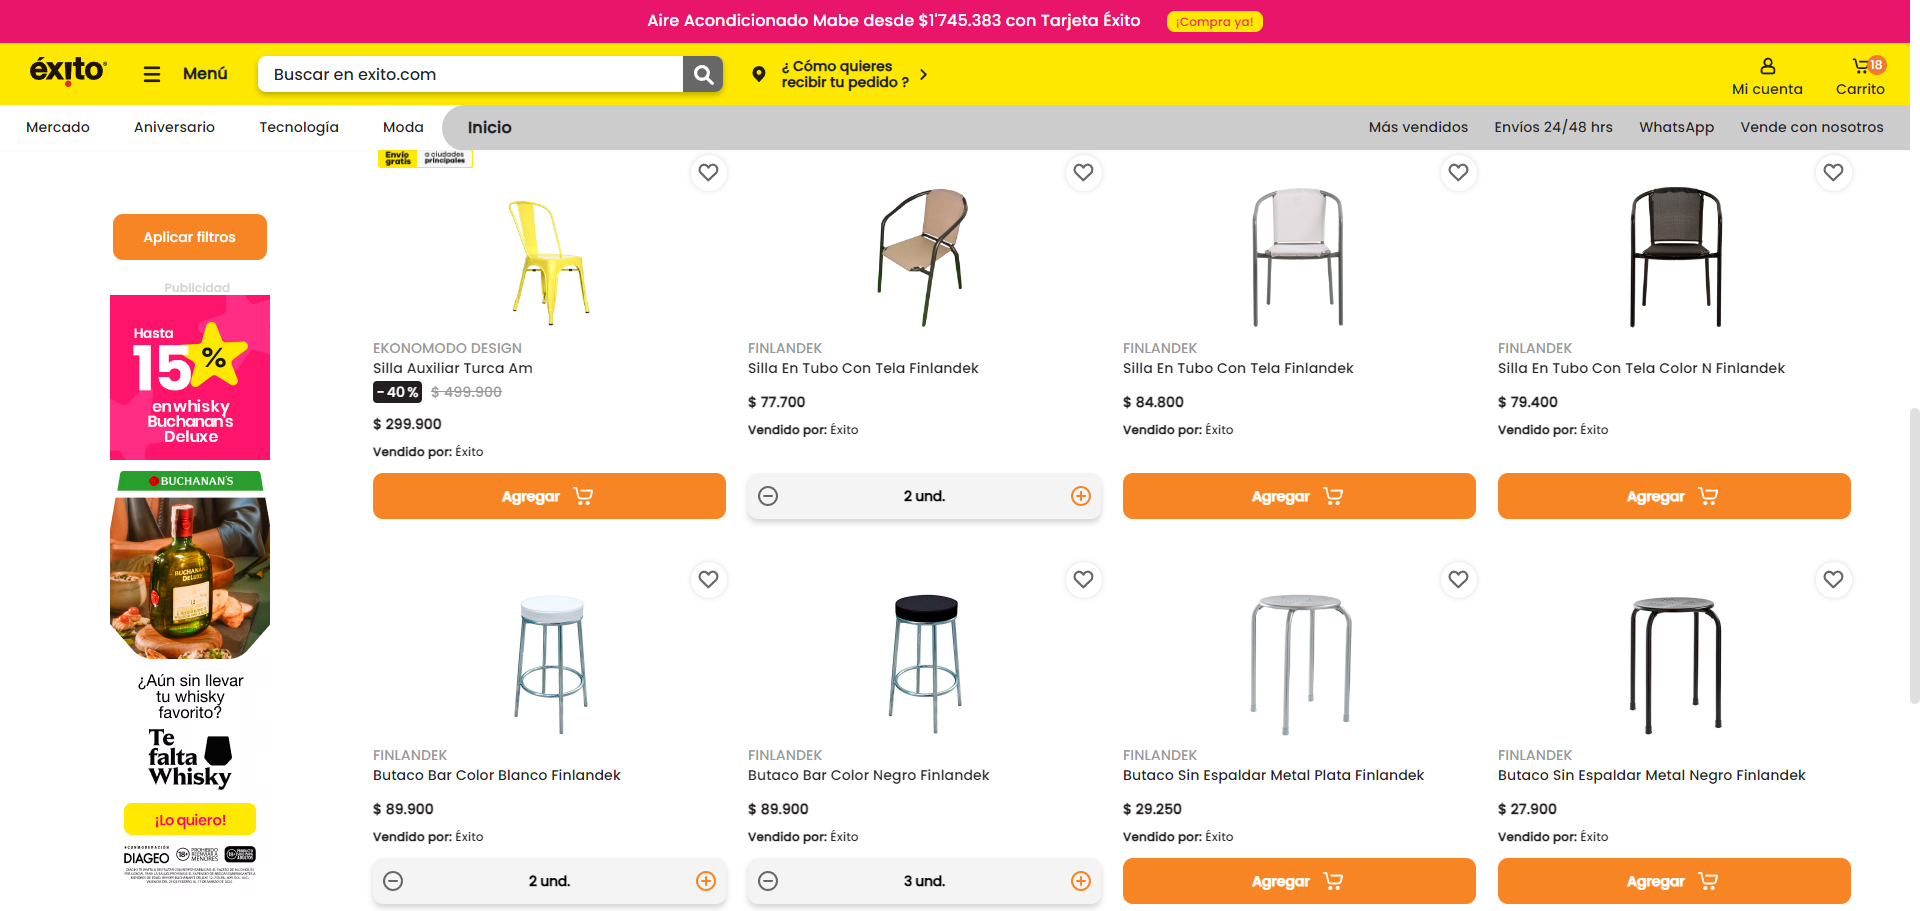 Aire Acondicionado Mabe desde $1'745.383 con Tarjeta Éxito
¡Compra ya!
éxito
Menú
Buscar en exito.com
¿ Cómo quieres
recibir tu pedido ?
Mi cuenta
18
Carrito
Mercado
Aniversario
Tecnología
Moda
Inicio
Más vendidos
Envíos 24/48 hrs
WhatsApp
Vende con nosotros
Envío
gratis
a ciudades
principales
Aplicar filtros
Publicidad
Hasta
15%
en whisky
Buchanan's
Deluxe
BUCHANAN'S
BUCHANAN'S
DeLuxe
¿Aún sin llevar
tu whisky
favorito?
Te
falta
Whisky
¡Lo quiero!
DIAGEO
18+
PROHIBIDO
MENORES
EKONOMODO DESIGN
Silla Auxiliar Turca Am
- 40 %
$ 499.900
$ 299.900
Vendido por: Éxito
Agregar
FINLANDEK
Silla En Tubo Con Tela Finlandek
$ 77.700
Vendido por: Éxito
2 und.
FINLANDEK
Silla En Tubo Con Tela Finlandek
$ 84.800
Vendido por: Éxito
Agregar
FINLANDEK
Silla En Tubo Con Tela Color N Finlandek
$ 79.400
Vendido por: Éxito
Agregar
FINLANDEK
Butaco Bar Color Blanco Finlandek
$ 89.900
Vendido por: Éxito
2 und.
FINLANDEK
Butaco Bar Color Negro Finlandek
$ 89.900
Vendido por: Éxito
3 und.
FINLANDEK
Butaco Sin Espaldar Metal Plata Finlandek
$ 29.250
Vendido por: Éxito
Agregar
FINLANDEK
Butaco Sin Espaldar Metal Negro Finlandek
$ 27.900
Vendido por: Éxito
Agregar